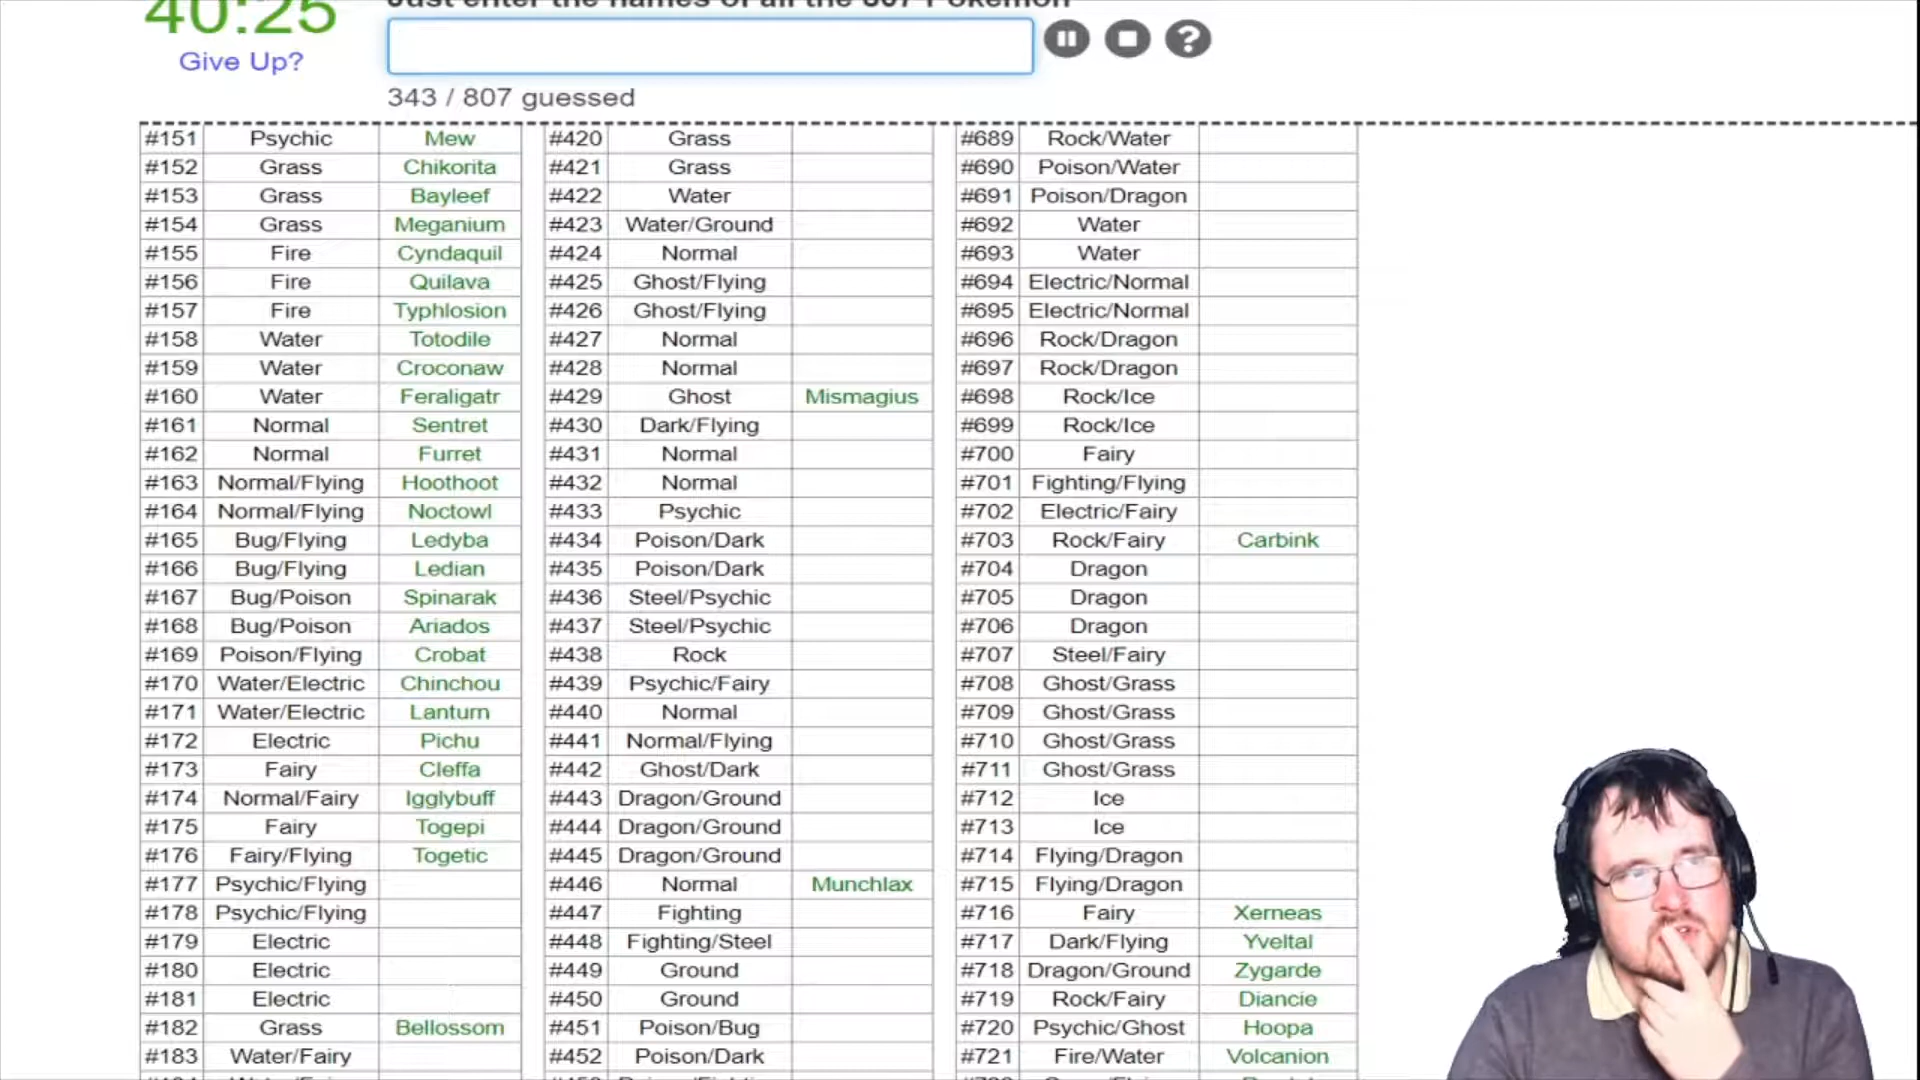 40:25
Just enter the names of all the 807 Pokemon
Give Up?
343 / 807 guessed
#151 Psychic Mew #420 Grass #689 Rock/Water
#152 Grass Chikorita #421 Grass #690 Poison/Water
#153 Grass Bayleef #422 Water #691 Poison/Dragon
#154 Grass Meganium #423 Water/Ground #692 Water
#155 Fire Cyndaquil #424 Normal #693 Water
#156 Fire Quilava #425 Ghost/Flying #694 Electric/Normal
#157 Fire Typhlosion #426 Ghost/Flying #695 Electric/Normal
#158 Water Totodile #427 Normal #696 Rock/Dragon
#159 Water Croconaw #428 Normal #697 Rock/Dragon
#160 Water Feraligatr #429 Ghost Mismagius #698 Rock/Ice
#161 Normal Sentret #430 Dark/Flying #699 Rock/Ice
#162 Normal Furret #431 Normal #700 Fairy
#163 Normal/Flying Hoothoot #432 Normal #701 Fighting/Flying
#164 Normal/Flying Noctowl #433 Psychic #702 Electric/Fairy
#165 Bug/Flying Ledyba #434 Poison/Dark #703 Rock/Fairy Carbink
#166 Bug/Flying Ledian #435 Poison/Dark #704 Dragon
#167 Bug/Poison Spinarak #436 Steel/Psychic #705 Dragon
#168 Bug/Poison Ariados #437 Steel/Psychic #706 Dragon
#169 Poison/Flying Crobat #438 Rock #707 Steel/Fairy
#170 Water/Electric Chinchou #439 Psychic/Fairy #708 Ghost/Grass
#171 Water/Electric Lanturn #440 Normal #709 Ghost/Grass
#172 Electric Pichu #441 Normal/Flying #710 Ghost/Grass
#173 Fairy Cleffa #442 Ghost/Dark #711 Ghost/Grass
#174 Normal/Fairy Igglybuff #443 Dragon/Ground #712 Ice
#175 Fairy Togepi #444 Dragon/Ground #713 Ice
#176 Fairy/Flying Togetic #445 Dragon/Ground #714 Flying/Dragon
#177 Psychic/Flying #446 Normal Munchlax #715 Flying/Dragon
#178 Psychic/Flying #447 Fighting #716 Fairy Xerneas
#179 Electric #448 Fighting/Steel #717 Dark/Flying Yveltal
#180 Electric #449 Ground #718 Dragon/Ground Zygarde
#181 Electric #450 Ground #719 Rock/Fairy Diancie
#182 Grass Bellossom #451 Poison/Bug #720 Psychic/Ghost Hoopa
#183 Water/Fairy #452 Poison/Dark #721 Fire/Water Volcanion